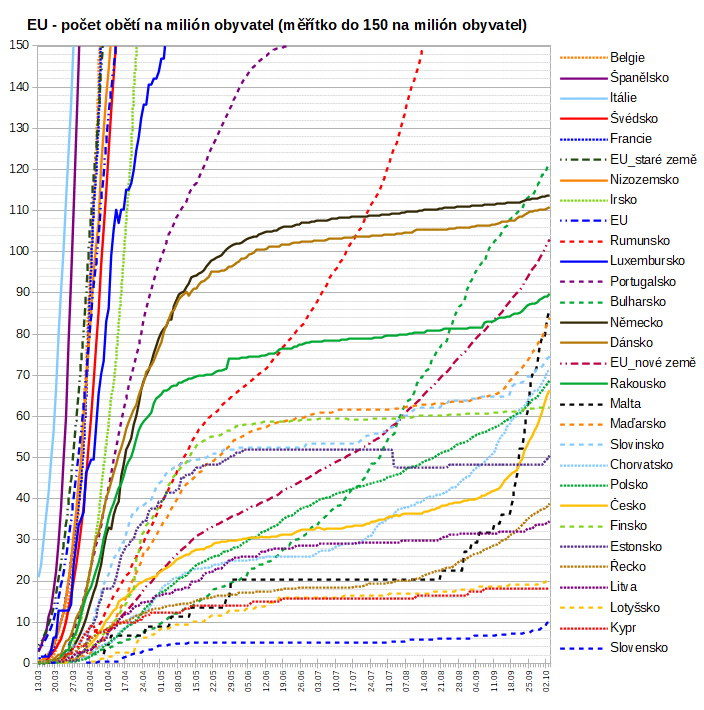 EU - počet obětí na milión obyvatel (měřítko do 150 na milión obyvatel)
150
140
130
120
110
100
90
80
70
60
50
40
30
20
10
0
13.03
20.03
27.03
03.04
10.04
17.04
24.04
01.05
08.05
15.05
22.05
29.05
05.06
12.06
19.06
26.06
03.07
10.07
17.07
24.07
31.07
07.08
14.08
21.08
28.08
04.09
11.09
18.09
25.09
02.10
Belgie
Španělsko
Itálie
Švédsko
Francie
EU_staré země
Nizozemsko
Irsko
EU
Rumunsko
Luxembursko
Portugalsko
Bulharsko
Německo
Dánsko
EU_nové země
Rakousko
Malta
Maďarsko
Slovinsko
Chorvatsko
Polsko
Česko
Finsko
Estonsko
Řecko
Litva
Lotyšsko
Kypr
Slovensko